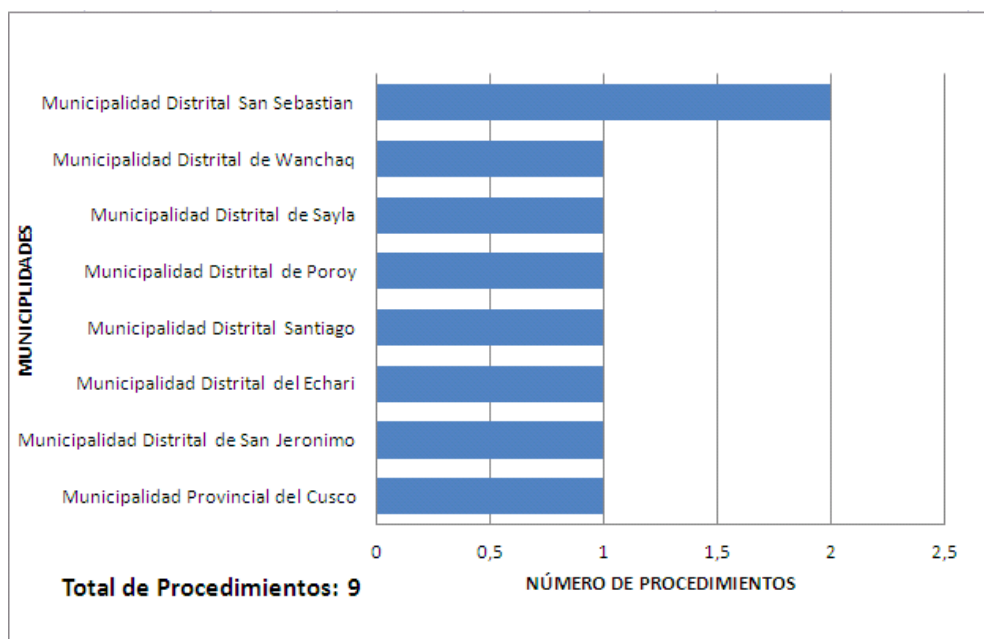 Municipalidad Distrital San Sebastian
Municipalidad Distrital de Wanchaq
Municipalidad Distrital de Sayla
Municipalidad Distrital de Poroy
Municipalidad Distrital Santiago
Municipalidad Distrital del Echari
Municipalidad Distrital de San Jeronimo
Municipalidad Provincial del Cusco
MUNICIPLIDADES
0 0,5 1 1,5 2 2,5
NÚMERO DE PROCEDIMIENTOS
Total de Procedimientos: 9